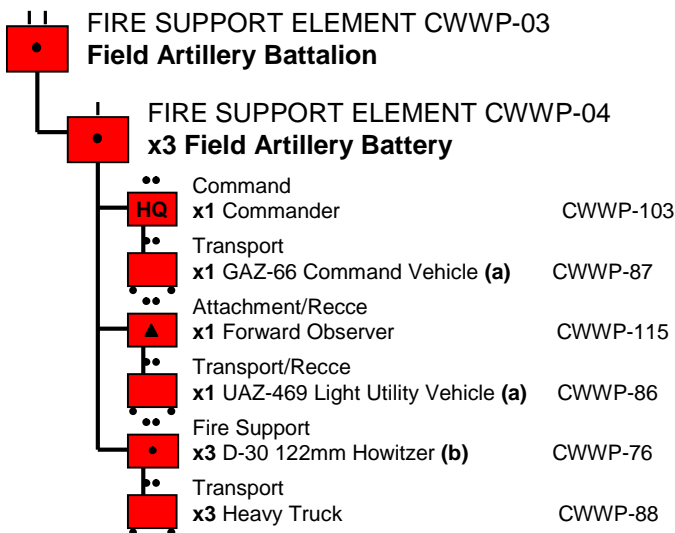 FIRE SUPPORT ELEMENT CWWP-03
Field Artillery Battalion
FIRE SUPPORT ELEMENT CWWP-04
x3 Field Artillery Battery
Command
HQ x1 Commander CWWP-103
Transport
x1 GAZ-66 Command Vehicle (a) CWWP-87
Attachment/Recce
x1 Forward Observer CWWP-115
Transport/Recce
x1 UAZ-469 Light Utility Vehicle (a) CWWP-86
Fire Support
x3 D-30 122mm Howitzer (b) CWWP-76
Transport
x3 Heavy Truck CWWP-88